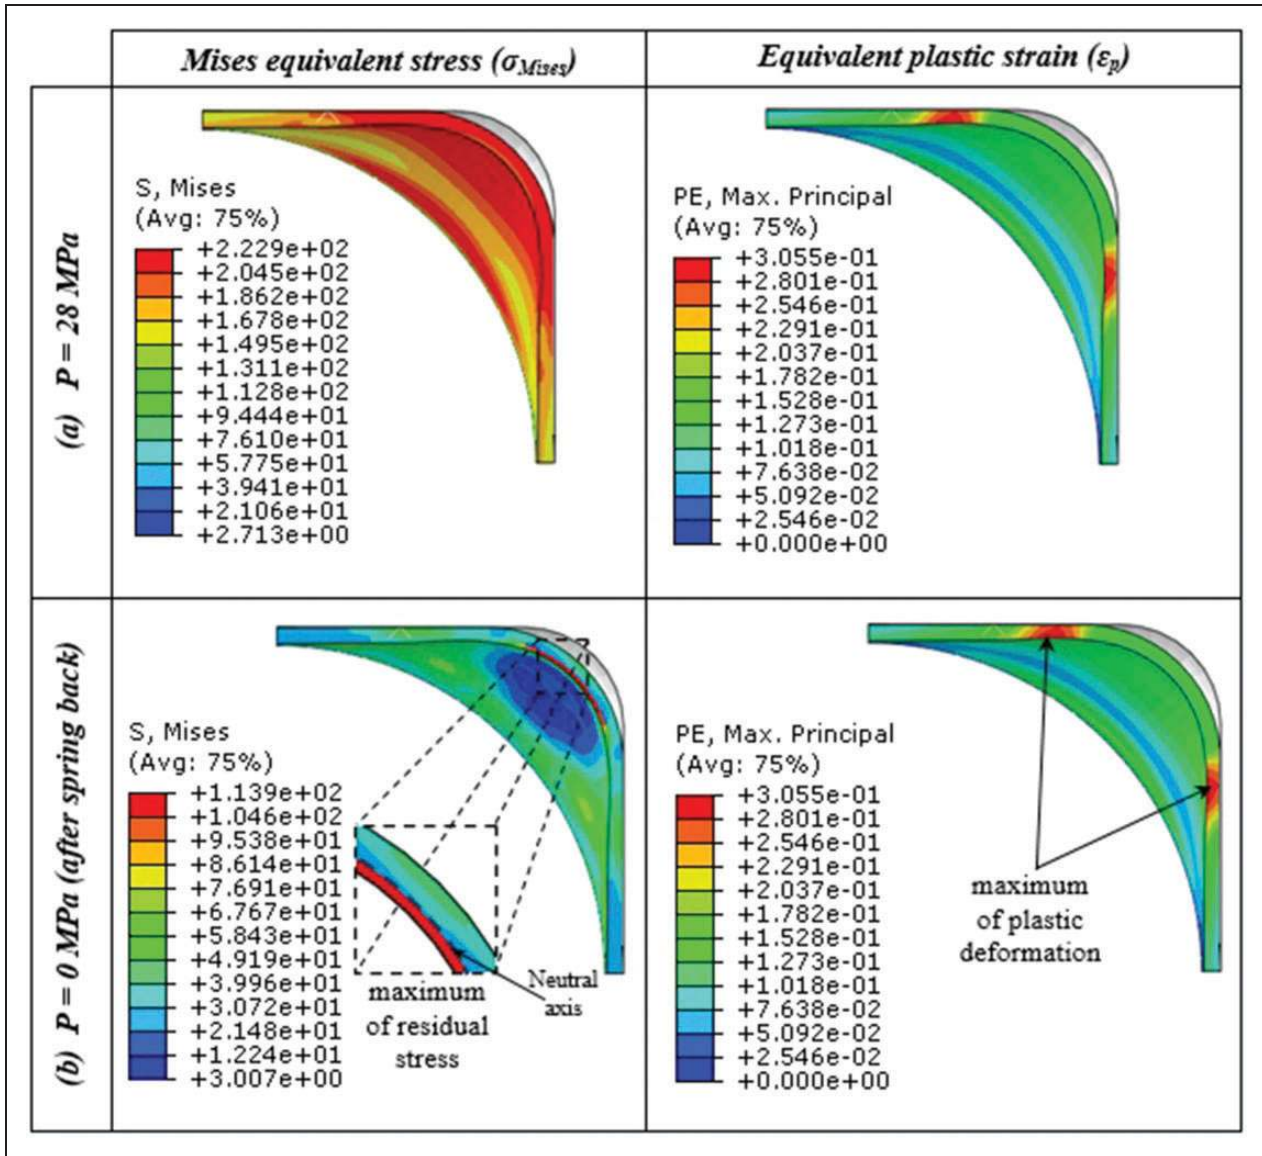 Mises equivalent stress (σMises)
Equivalent plastic strain (εp)
(a) P = 28 MPa
S, Mises
(Avg: 75%)
+2.229e+02
+2.045e+02
+1.862e+02
+1.678e+02
+1.495e+02
+1.311e+02
+1.128e+02
+9.444e+01
+7.610e+01
+5.775e+01
+3.941e+01
+2.106e+01
+2.713e+00
PE, Max. Principal
(Avg: 75%)
+3.055e-01
+2.801e-01
+2.546e-01
+2.291e-01
+2.037e-01
+1.782e-01
+1.528e-01
+1.273e-01
+1.018e-01
+7.638e-02
+5.092e-02
+2.546e-02
+0.000e+00
(b) P = 0 MPa (after spring back)
S, Mises
(Avg: 75%)
+1.139e+02
+1.046e+02
+9.538e+01
+8.614e+01
+7.691e+01
+6.767e+01
+5.843e+01
+4.919e+01
+3.996e+01
+3.072e+01
+2.148e+01
+1.224e+01
+3.007e+00
maximum
of residual
stress
Neutral
axis
PE, Max. Principal
(Avg: 75%)
+3.055e-01
+2.801e-01
+2.546e-01
+2.291e-01
+2.037e-01
+1.782e-01
+1.528e-01
+1.273e-01
+1.018e-01
+7.638e-02
+5.092e-02
+2.546e-02
+0.000e+00
maximum
of plastic
deformation